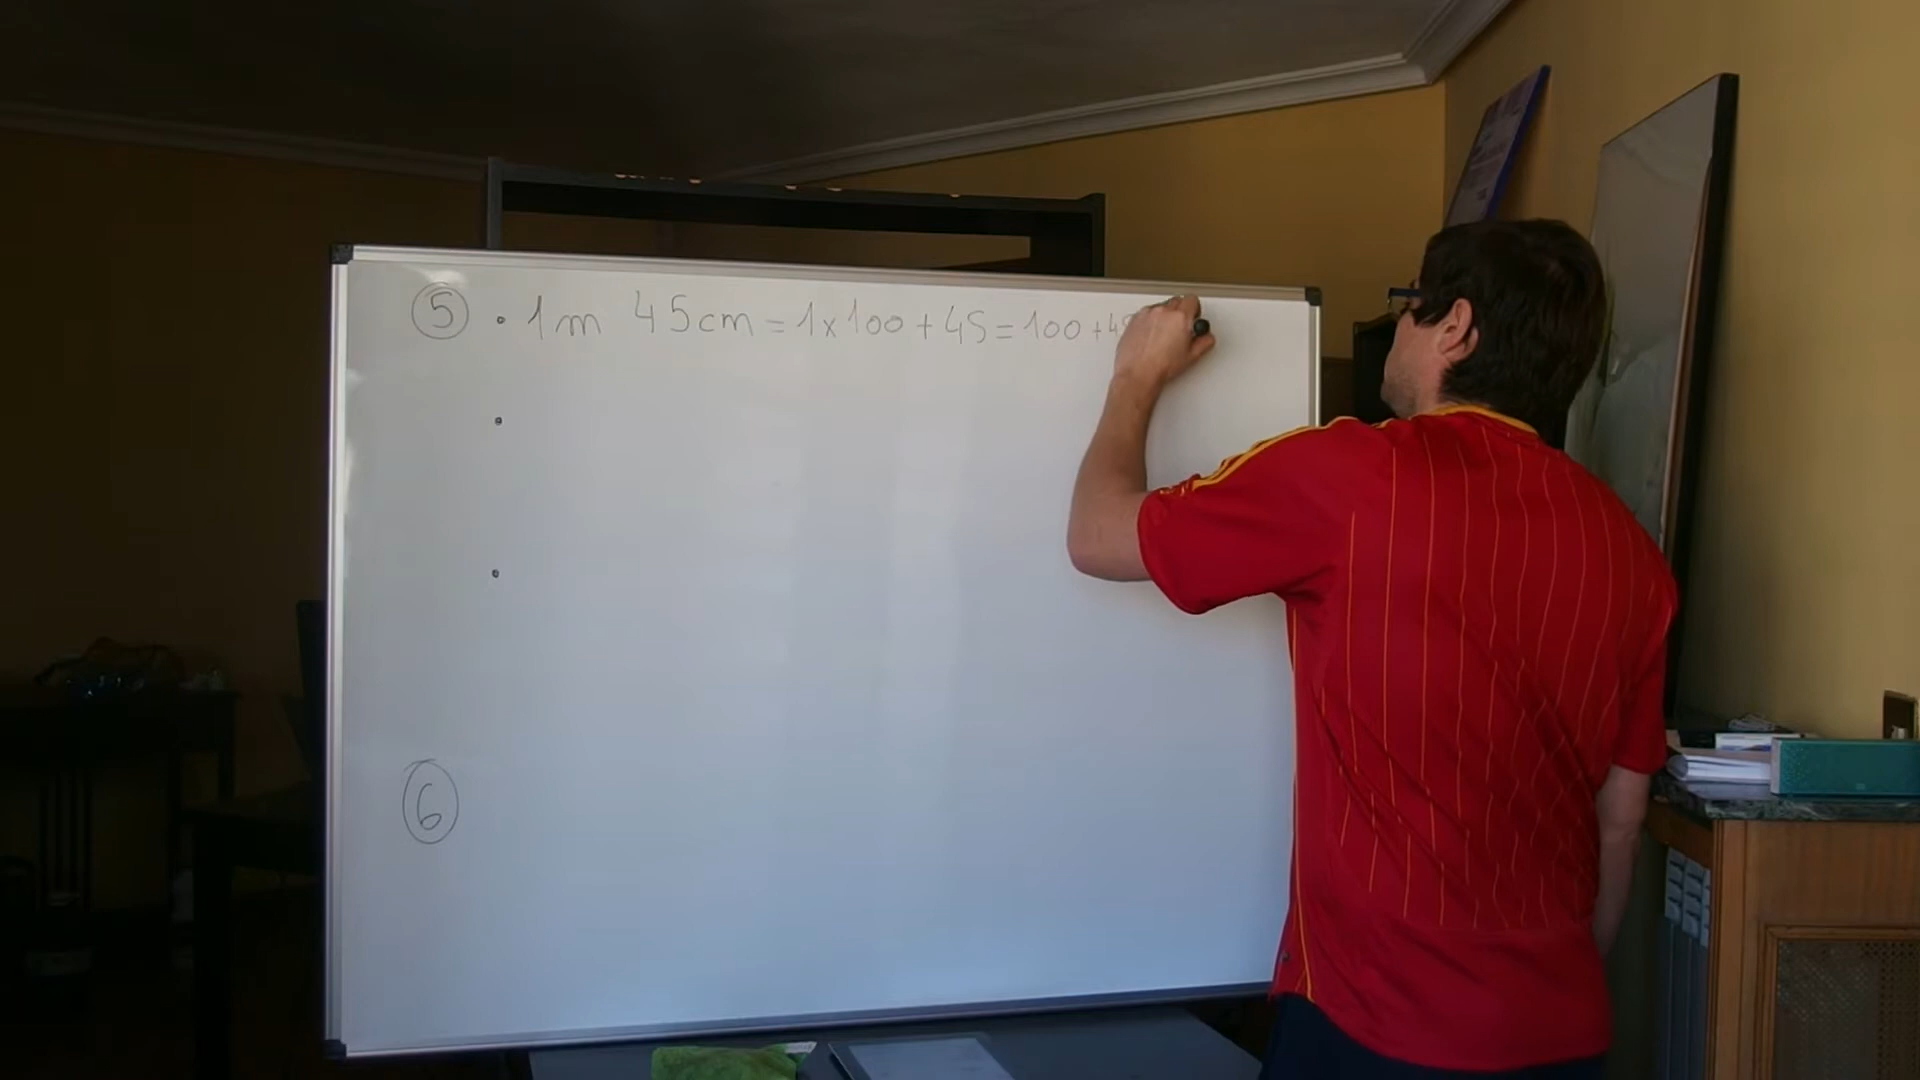 5 • 1m 45cm = 1x100 + 45 = 100 + 45
•
•
6